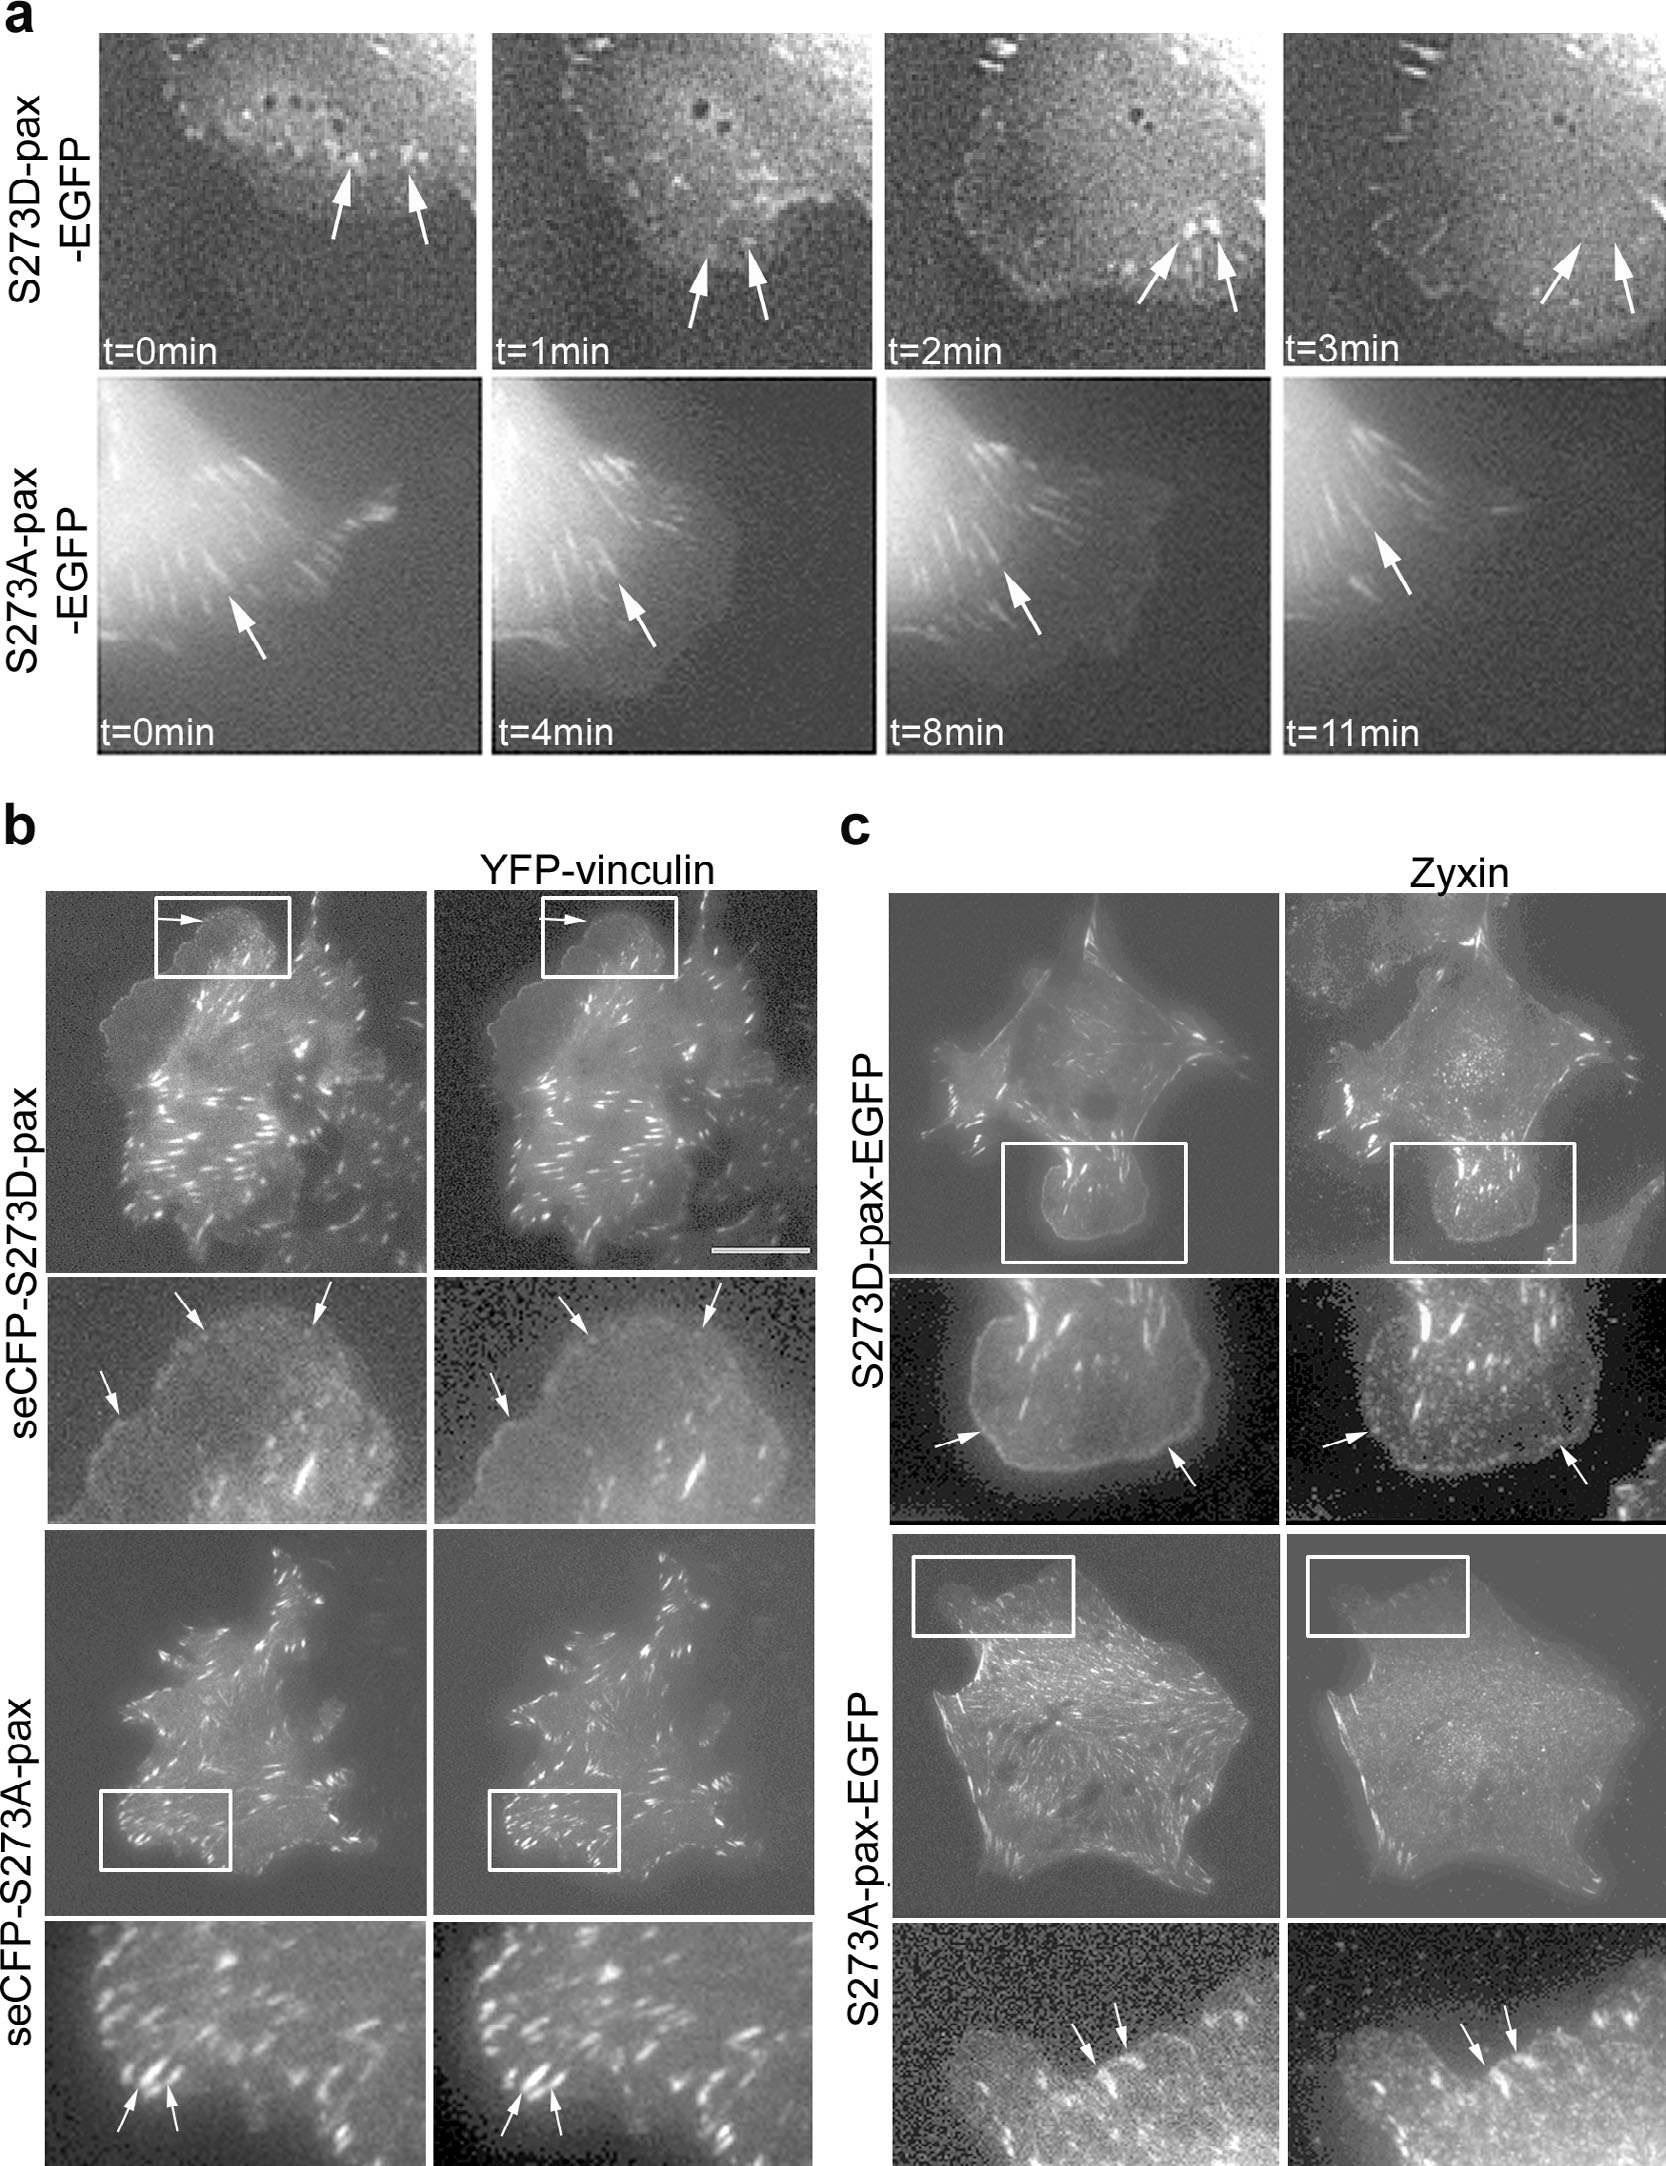 a
S273D-pax
-EGFP
t=0min
t=1min
t=2min
t=3min
S273A-pax
-EGFP
t=0min
t=4min
t=8min
t=11min
b
YFP-vinculin
seCFP-S273D-pax
seCFP-S273A-pax
c
Zyxin
S273D-pax-EGFP
S273A-pax-EGFP